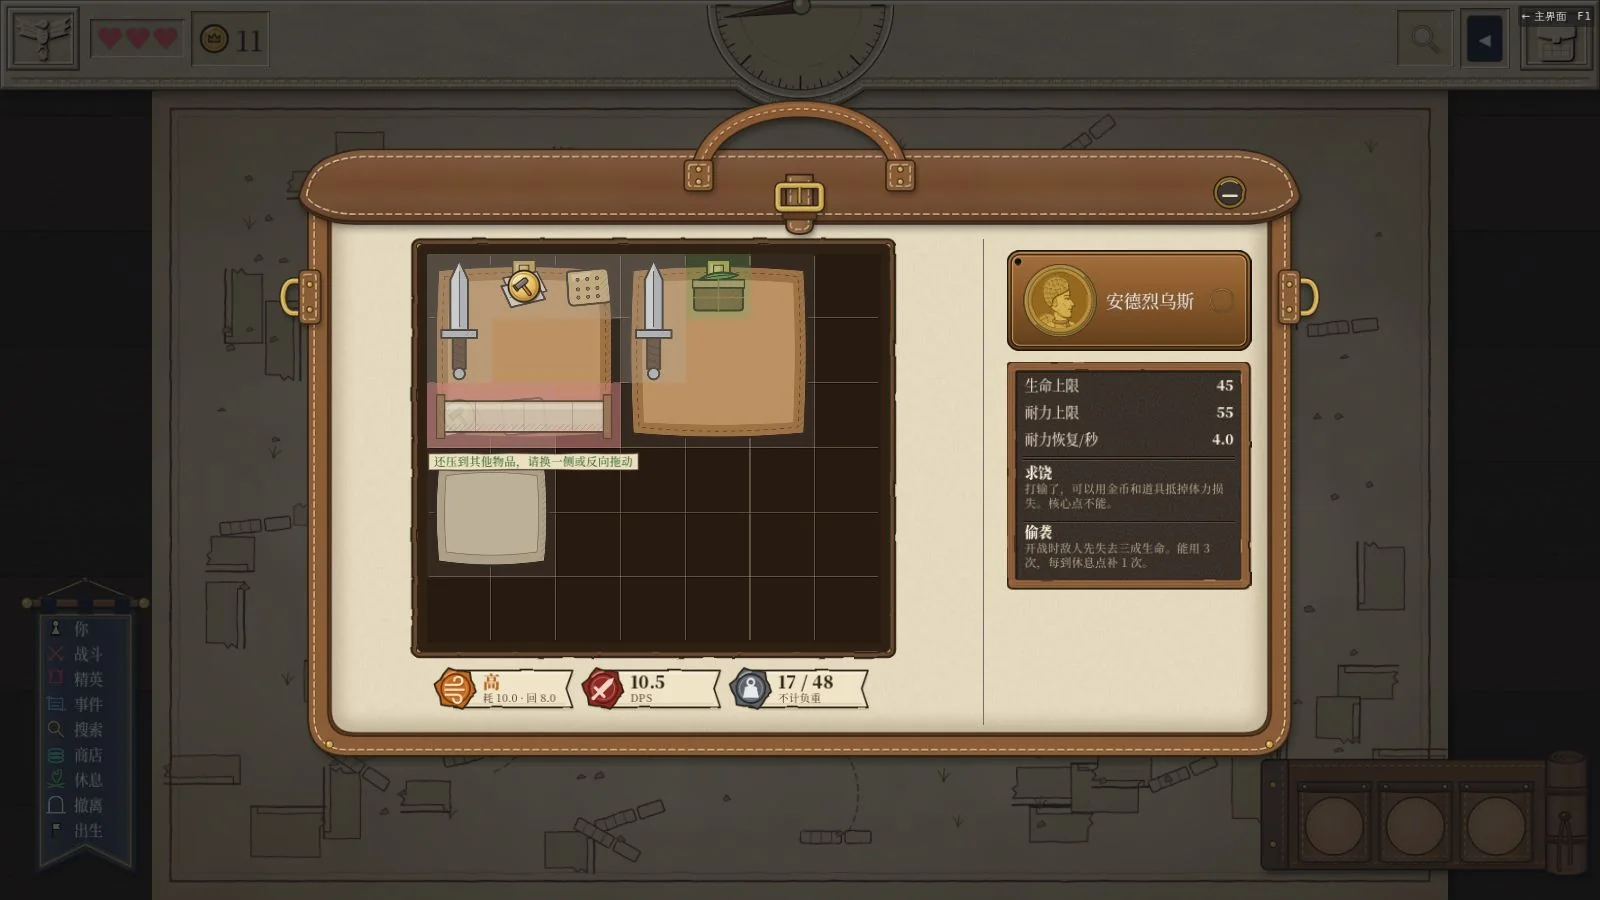 11
← 主界面 F1
安德烈乌斯
生命上限 45
耐力上限 55
耐力恢复/秒 4.0
求饶
打输了，可以用金币和道具抵掉体力损
失。核心点不能。
偷袭
开战时敌人先失去三成生命。能用 3
次，每到休息点补 1 次。
还压到其他物品，请换一侧或反向拖动
高
耗 10.0 · 回 8.0
10.5
DPS
17 / 48
不计负重
你
战斗
精英
事件
搜索
商店
休息
撤离
出生